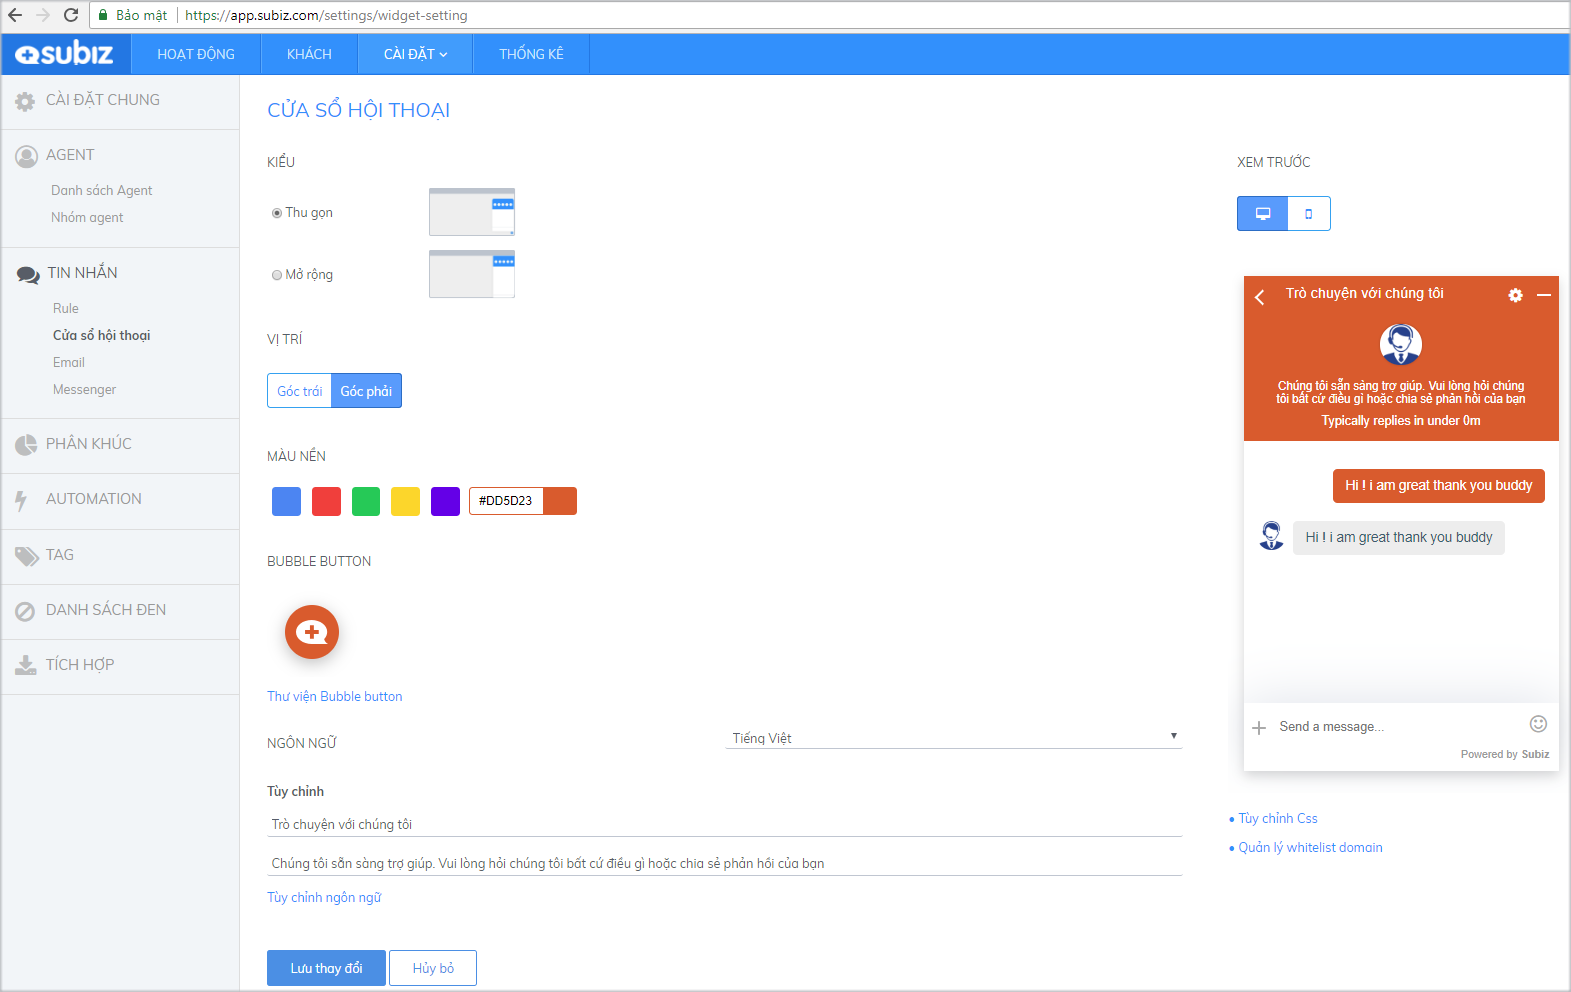 Bảo mật | https://app.subiz.com/settings/widget-setting
subiz HOẠT ĐỘNG KHÁCH CÀI ĐẶT THỐNG KÊ
CÀI ĐẶT CHUNG
AGENT
Danh sách Agent
Nhóm agent
TIN NHẮN
Rule
Cửa sổ hội thoại
Email
Messenger
PHÂN KHÚC
AUTOMATION
TAG
DANH SÁCH ĐEN
TÍCH HỢP
CỬA SỔ HỘI THOẠI
KIỂU
Thu gọn
Mở rộng
VỊ TRÍ
Góc trái Góc phải
MÀU NỀN
#DD5D23
BUBBLE BUTTON
Thư viện Bubble button
NGÔN NGỮ Tiếng Việt
Tùy chỉnh
Trò chuyện với chúng tôi
Chúng tôi sẵn sàng trợ giúp. Vui lòng hỏi chúng tôi bất cứ điều gì hoặc chia sẻ phản hồi của bạn
Tùy chỉnh ngôn ngữ
Lưu thay đổi Hủy bỏ
XEM TRƯỚC
Trò chuyện với chúng tôi
Chúng tôi sẵn sàng trợ giúp. Vui lòng hỏi chúng
tôi bất cứ điều gì hoặc chia sẻ phản hồi của bạn
Typically replies in under 0m
Hi ! i am great thank you buddy
Hi ! i am great thank you buddy
Send a message...
Powered by Subiz
• Tùy chỉnh Css
• Quản lý whitelist domain